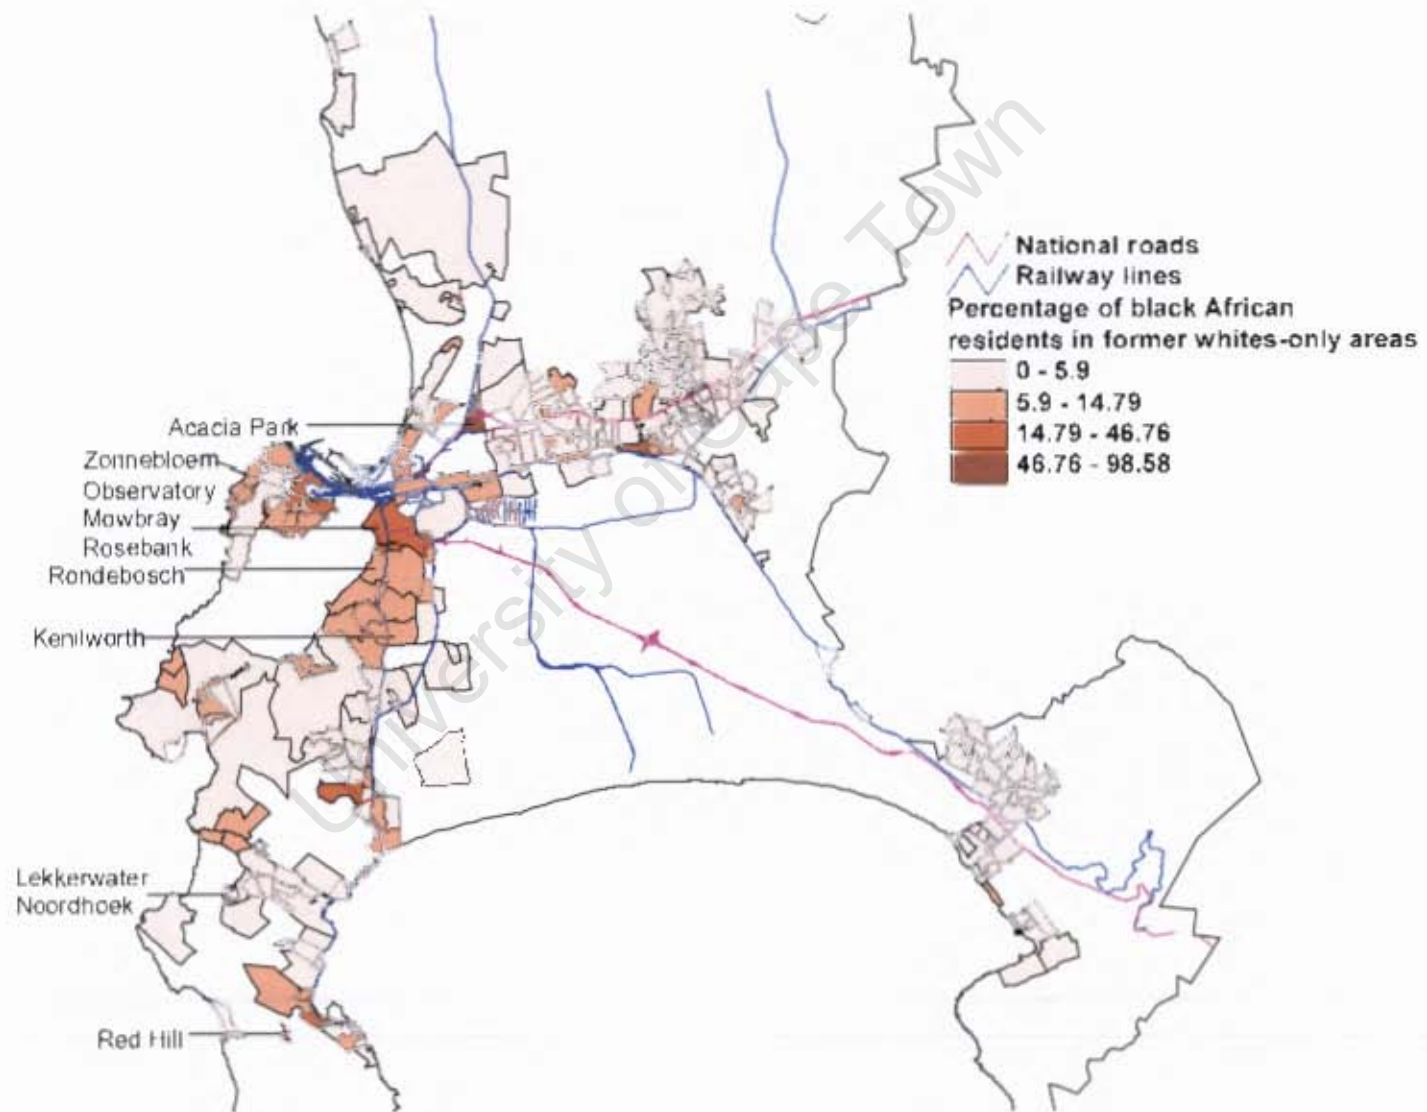 National roads
Railway lines
Percentage of black African
residents in former whites-only areas
0 - 5.9
5.9 - 14.79
14.79 - 46.76
46.76 - 98.58
Acacia Park
Zonnebloem
Observatory
Mowbray
Rosebank
Rondebosch
Kenilworth
Lekkerwater
Noordhoek
Red Hill
University of Cape Town